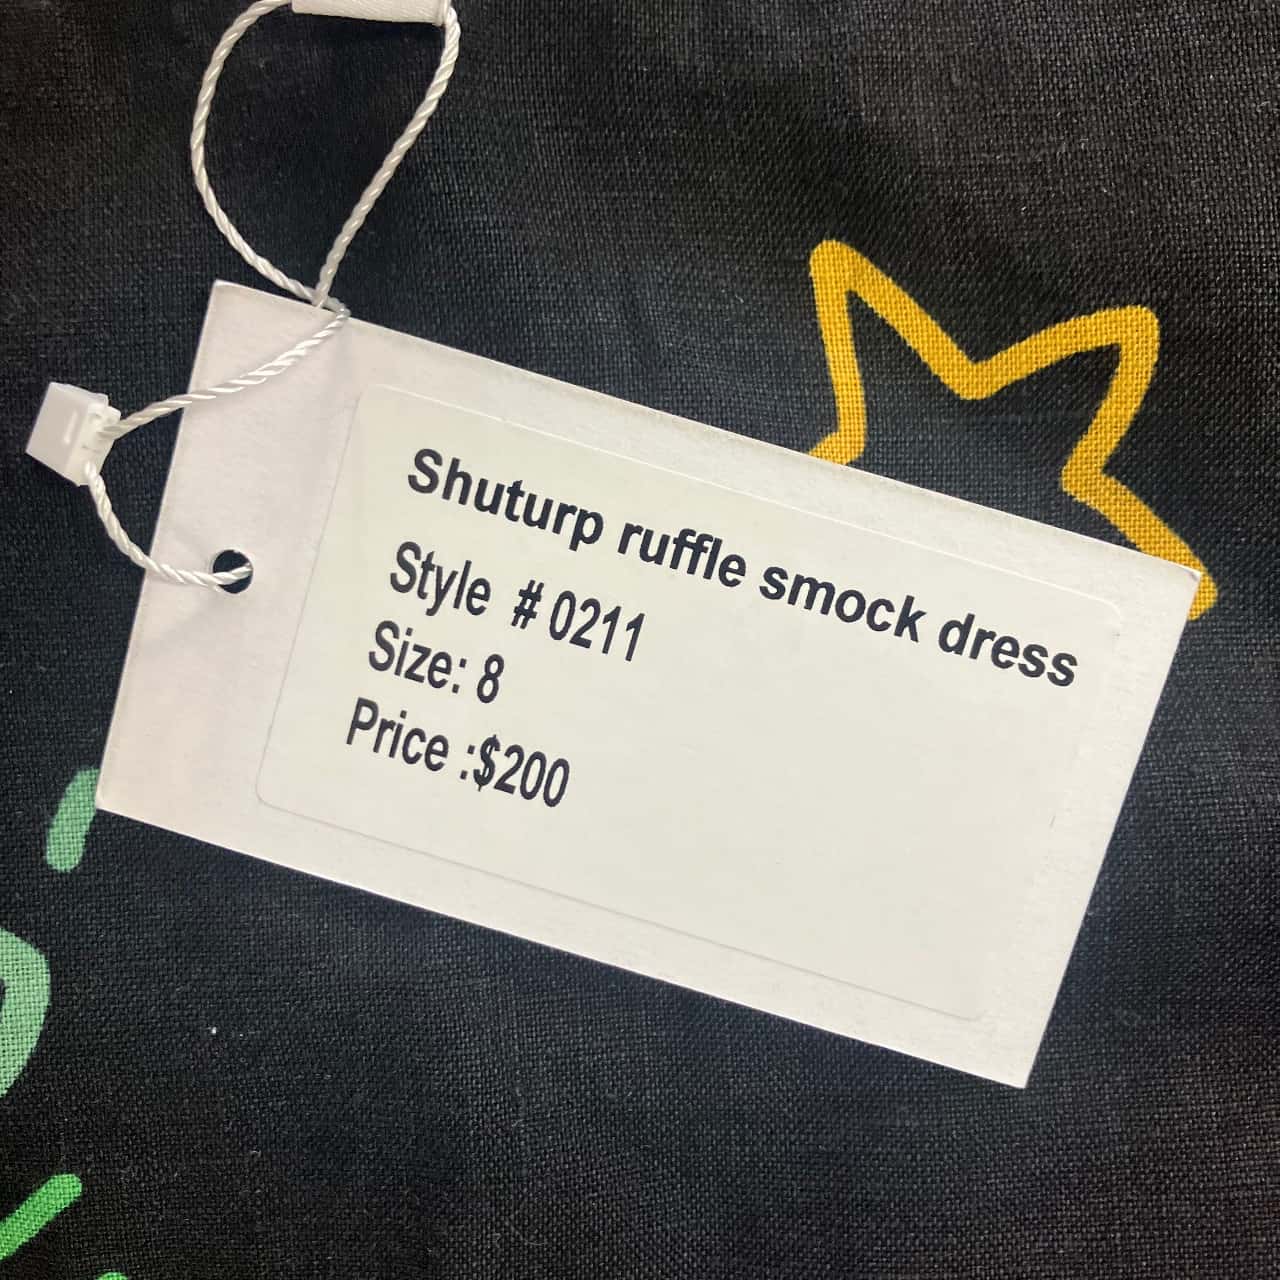 Shuturp ruffle smock dress
Style # 0211
Size: 8
Price :$200